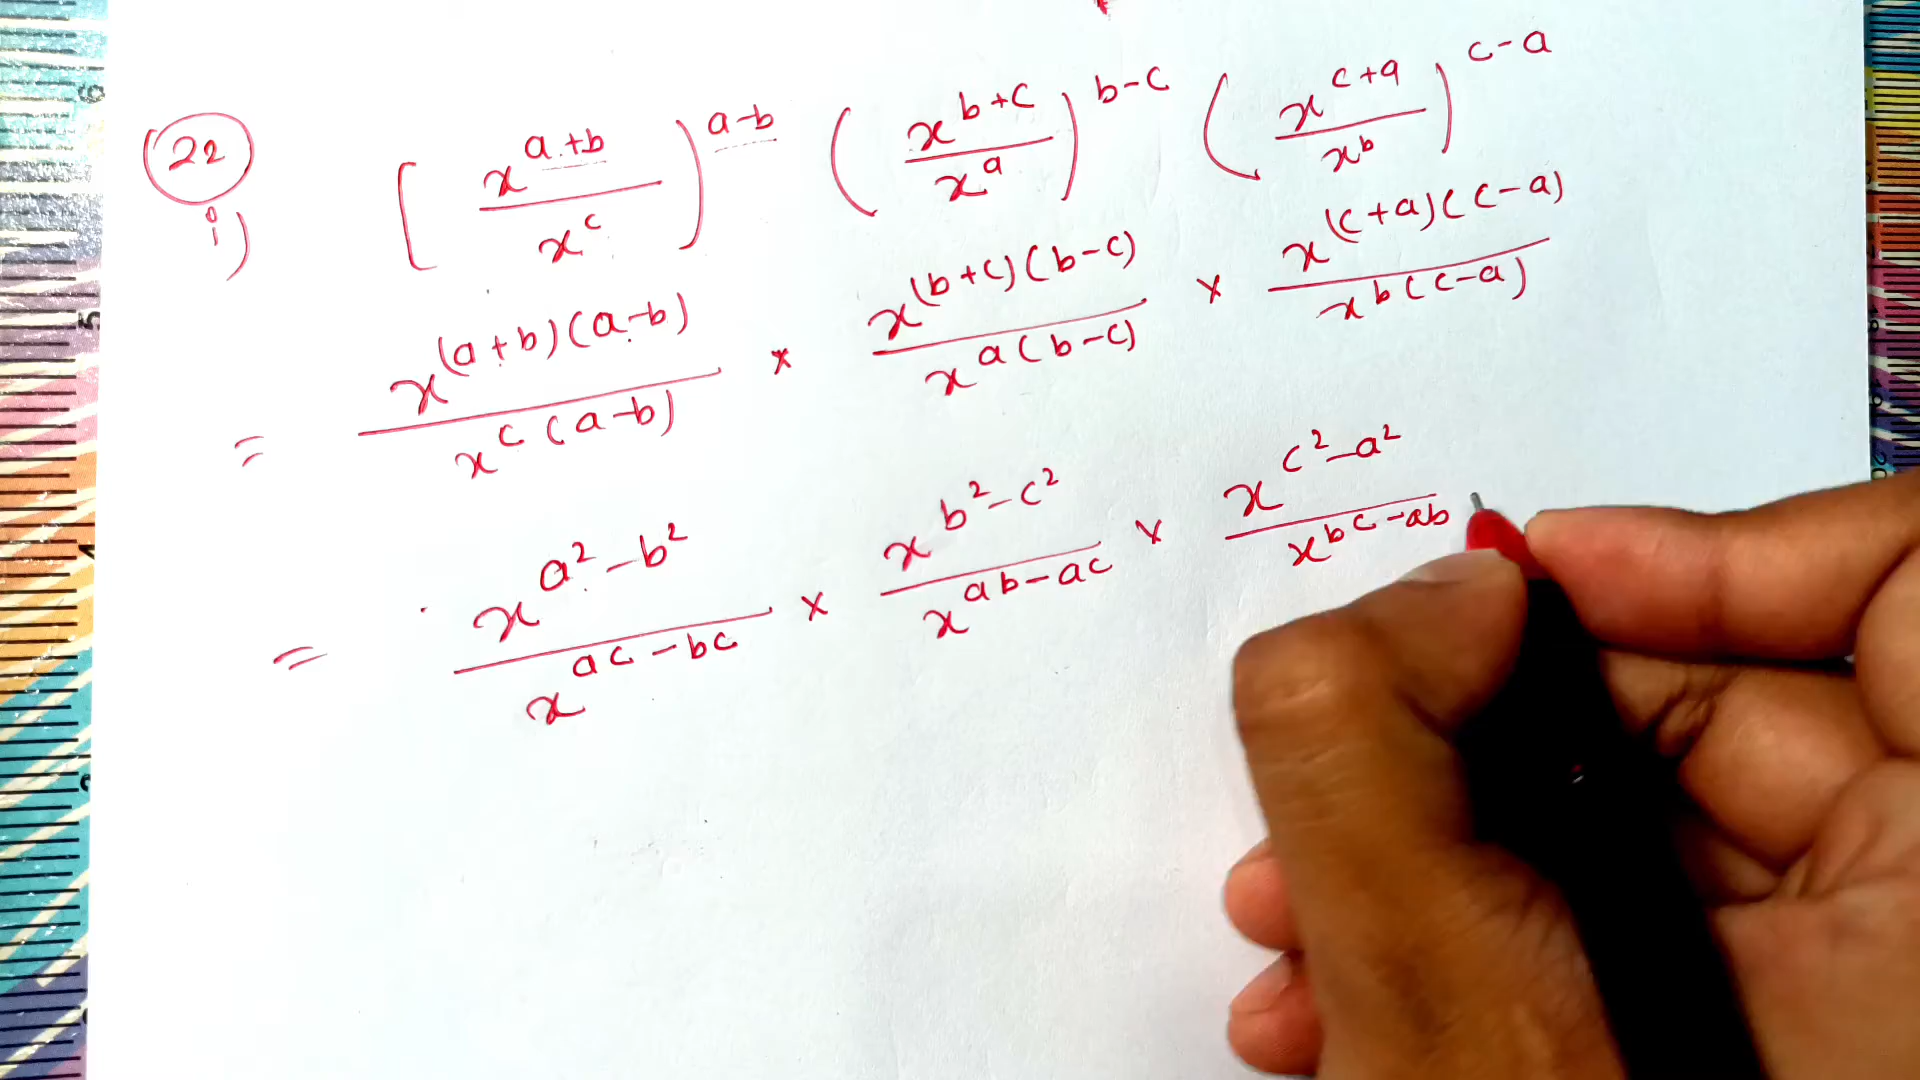 22
i) [ x^{a+b} / x^c )^{a-b} ( x^{b+c} / x^a )^{b-c} ( x^{c+a} / x^b )^{c-a}
= x^{(a+b)(a-b)} / x^{c(a-b)} × x^{(b+c)(b-c)} / x^{a(b-c)} × x^{(c+a)(c-a)} / x^{b(c-a)}
= x^{a²-b²} / x^{ac-bc} × x^{b²-c²} / x^{ab-ac} × x^{c²-a²} / x^{bc-ab}